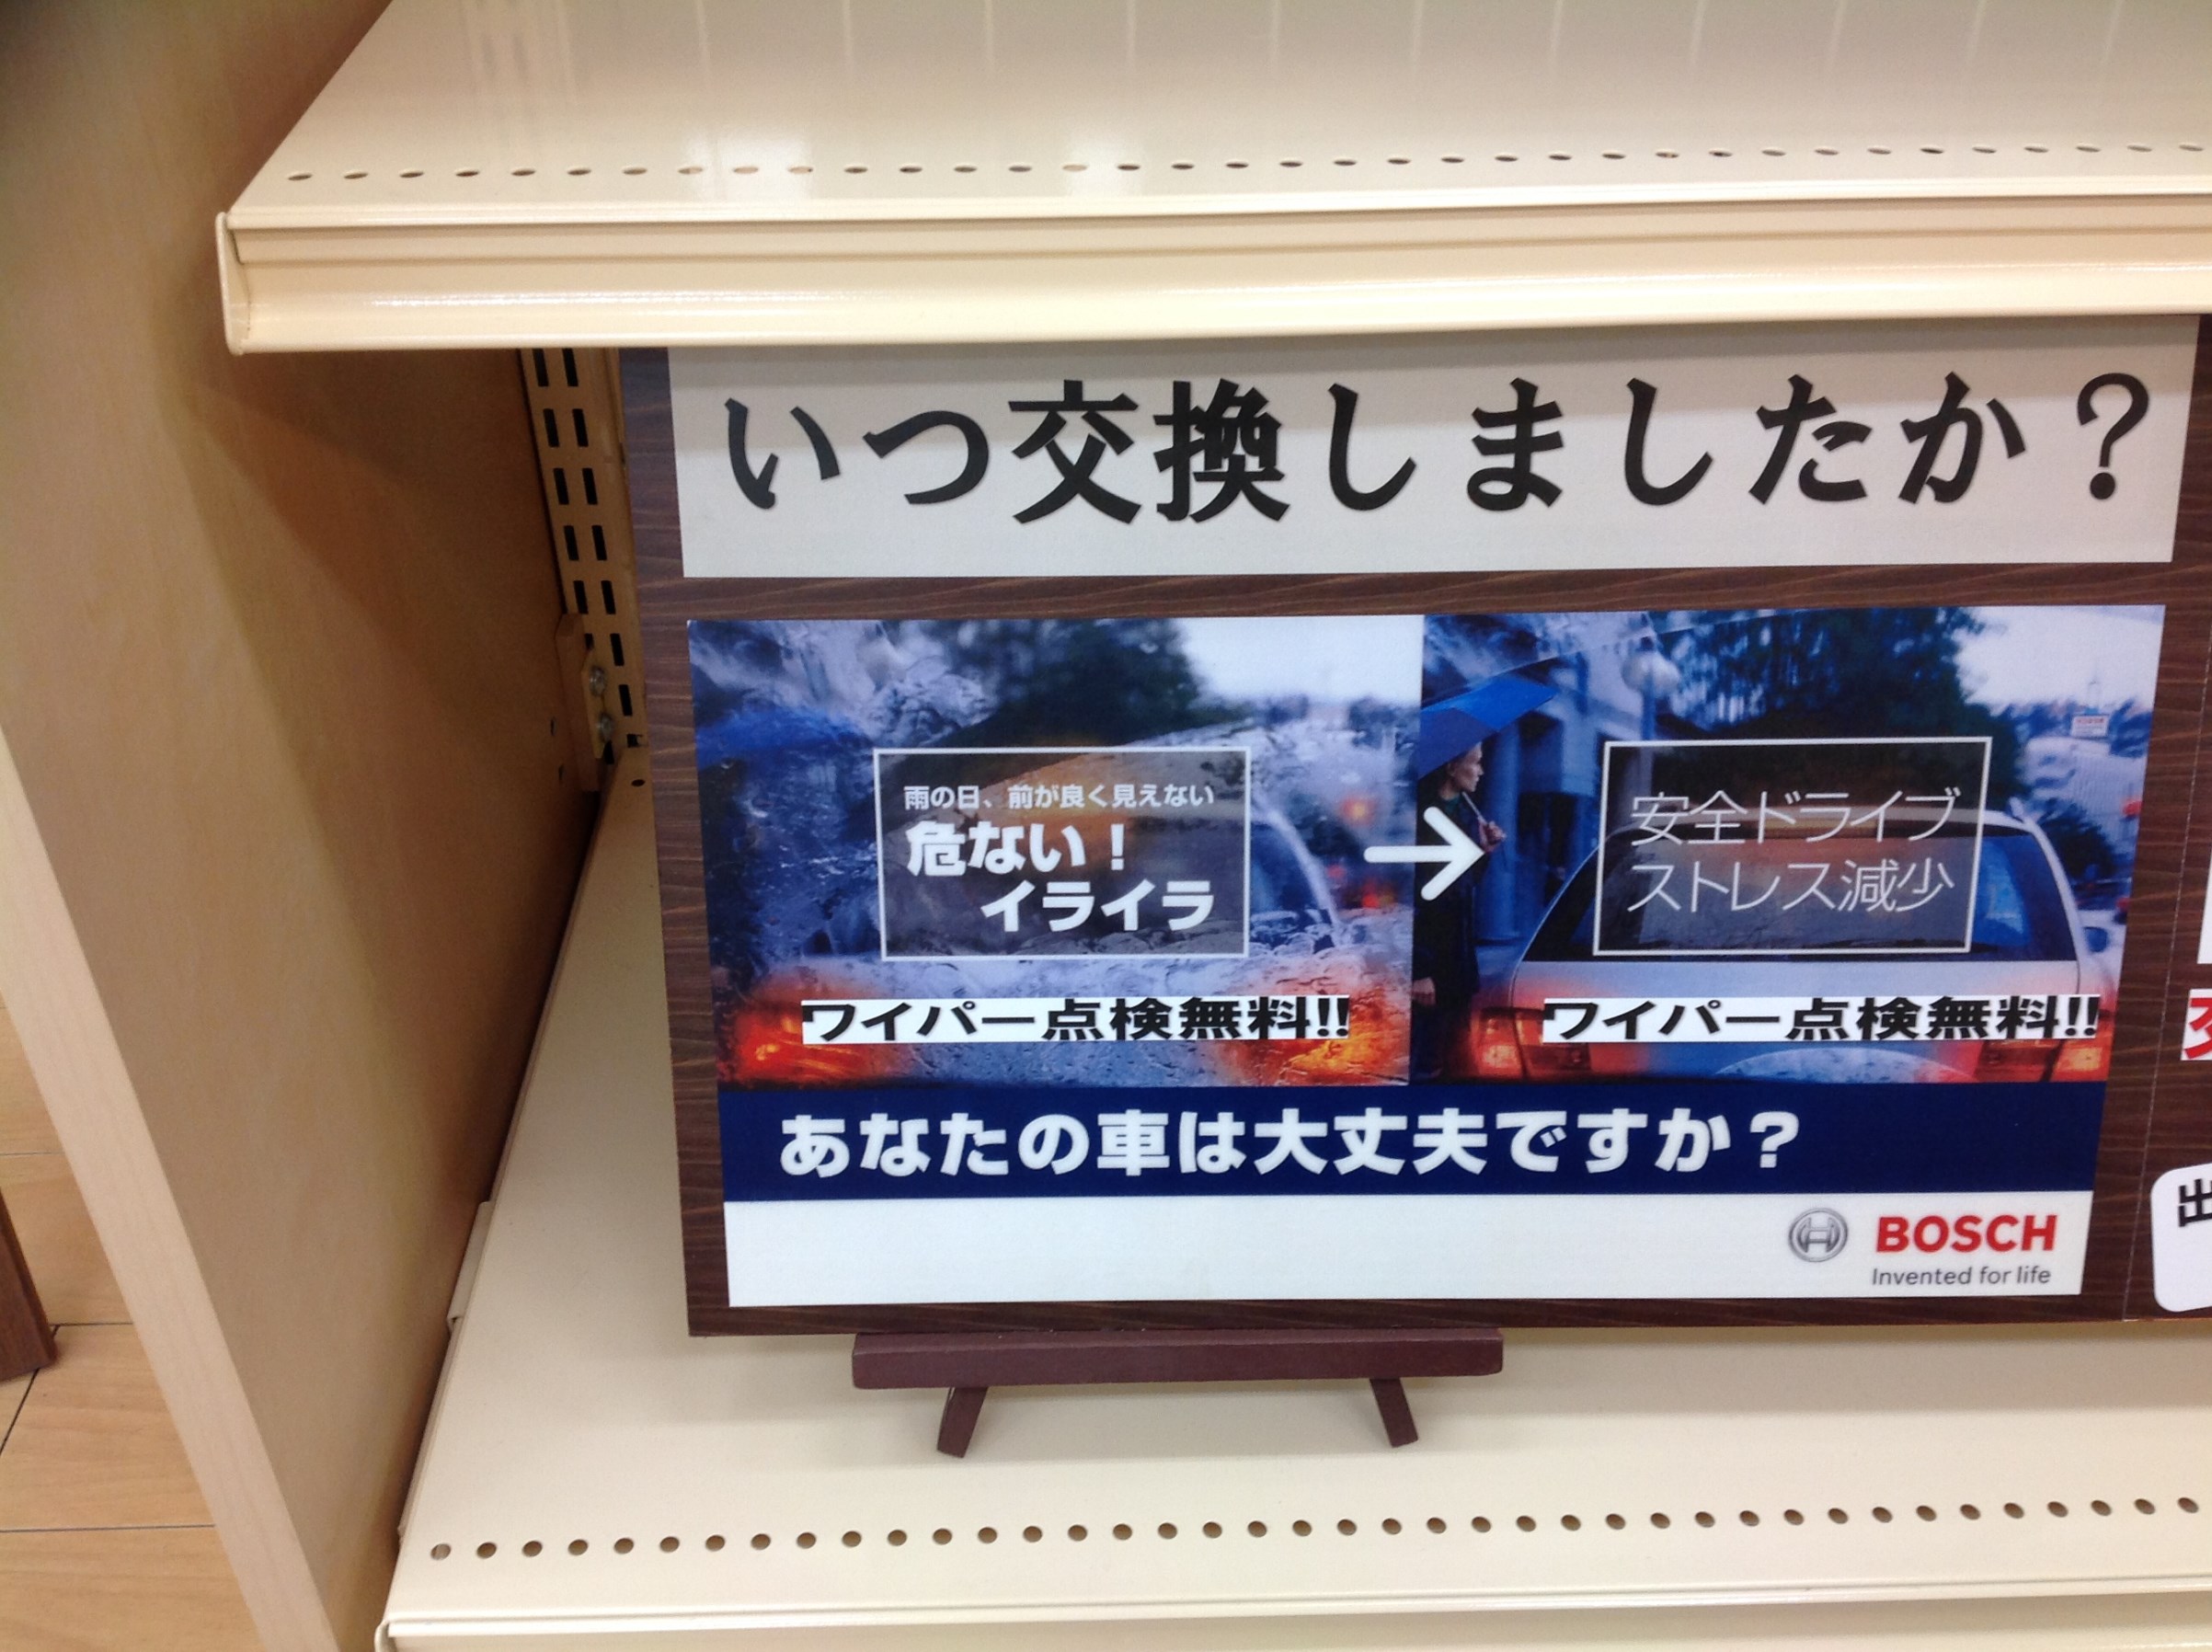 いつ交換しましたか?
雨の日、前が良く見えない
危ない!
イライラ
安全ドライブ
ストレス減少
ワイパー点検無料!!
ワイパー点検無料!!
あなたの車は大丈夫ですか?
BOSCH
Invented for life
出